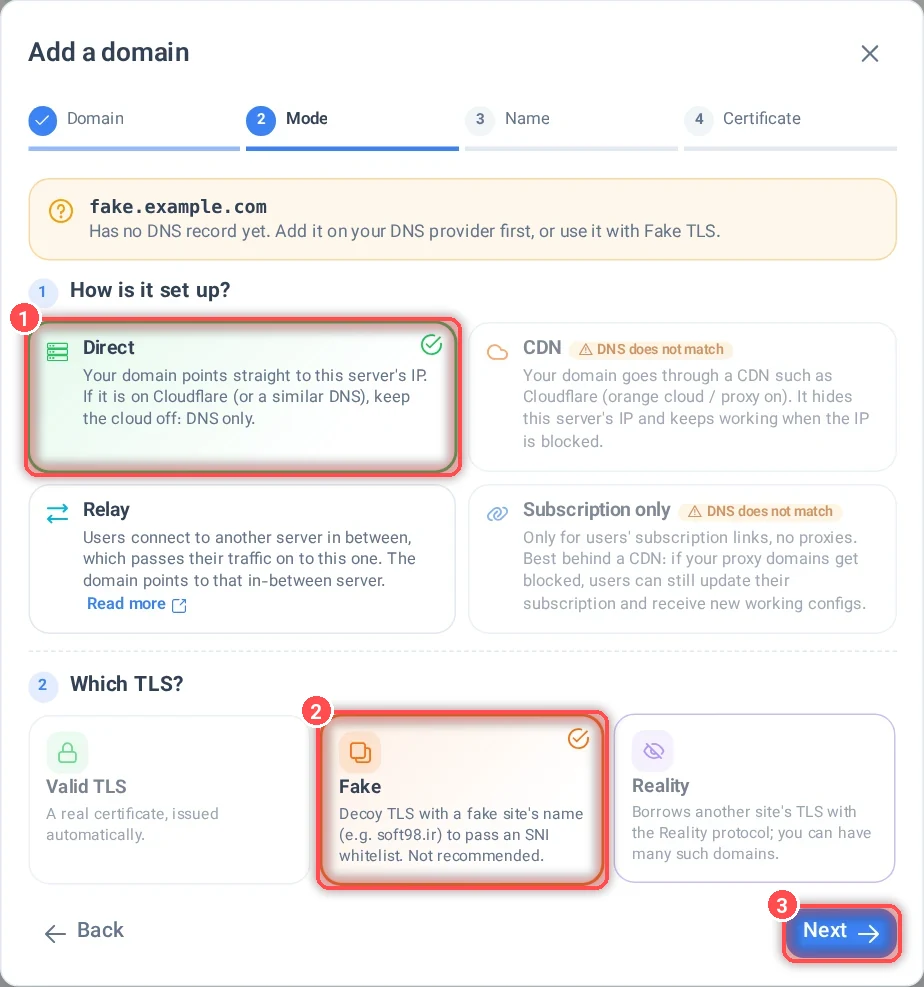 Add a domain
Domain
2 Mode
3 Name
4 Certificate
fake.example.com
Has no DNS record yet. Add it on your DNS provider first, or use it with Fake TLS.
1 How is it set up?
1
Direct
Your domain points straight to this server's IP.
If it is on Cloudflare (or a similar DNS), keep
the cloud off: DNS only.
CDN DNS does not match
Your domain goes through a CDN such as
Cloudflare (orange cloud / proxy on). It hides
this server's IP and keeps working when the IP
is blocked.
Relay
Users connect to another server in between,
which passes their traffic on to this one. The
domain points to that in-between server.
Read more
Subscription only DNS does not match
Only for users' subscription links, no proxies.
Best behind a CDN: if your proxy domains get
blocked, users can still update their
subscription and receive new working configs.
2 Which TLS?
Valid TLS
A real certificate, issued
automatically.
2
Fake
Decoy TLS with a fake site's name
(e.g. soft98.ir) to pass an SNI
whitelist. Not recommended.
Reality
Borrows another site's TLS with
the Reality protocol; you can have
many such domains.
Back
3
Next